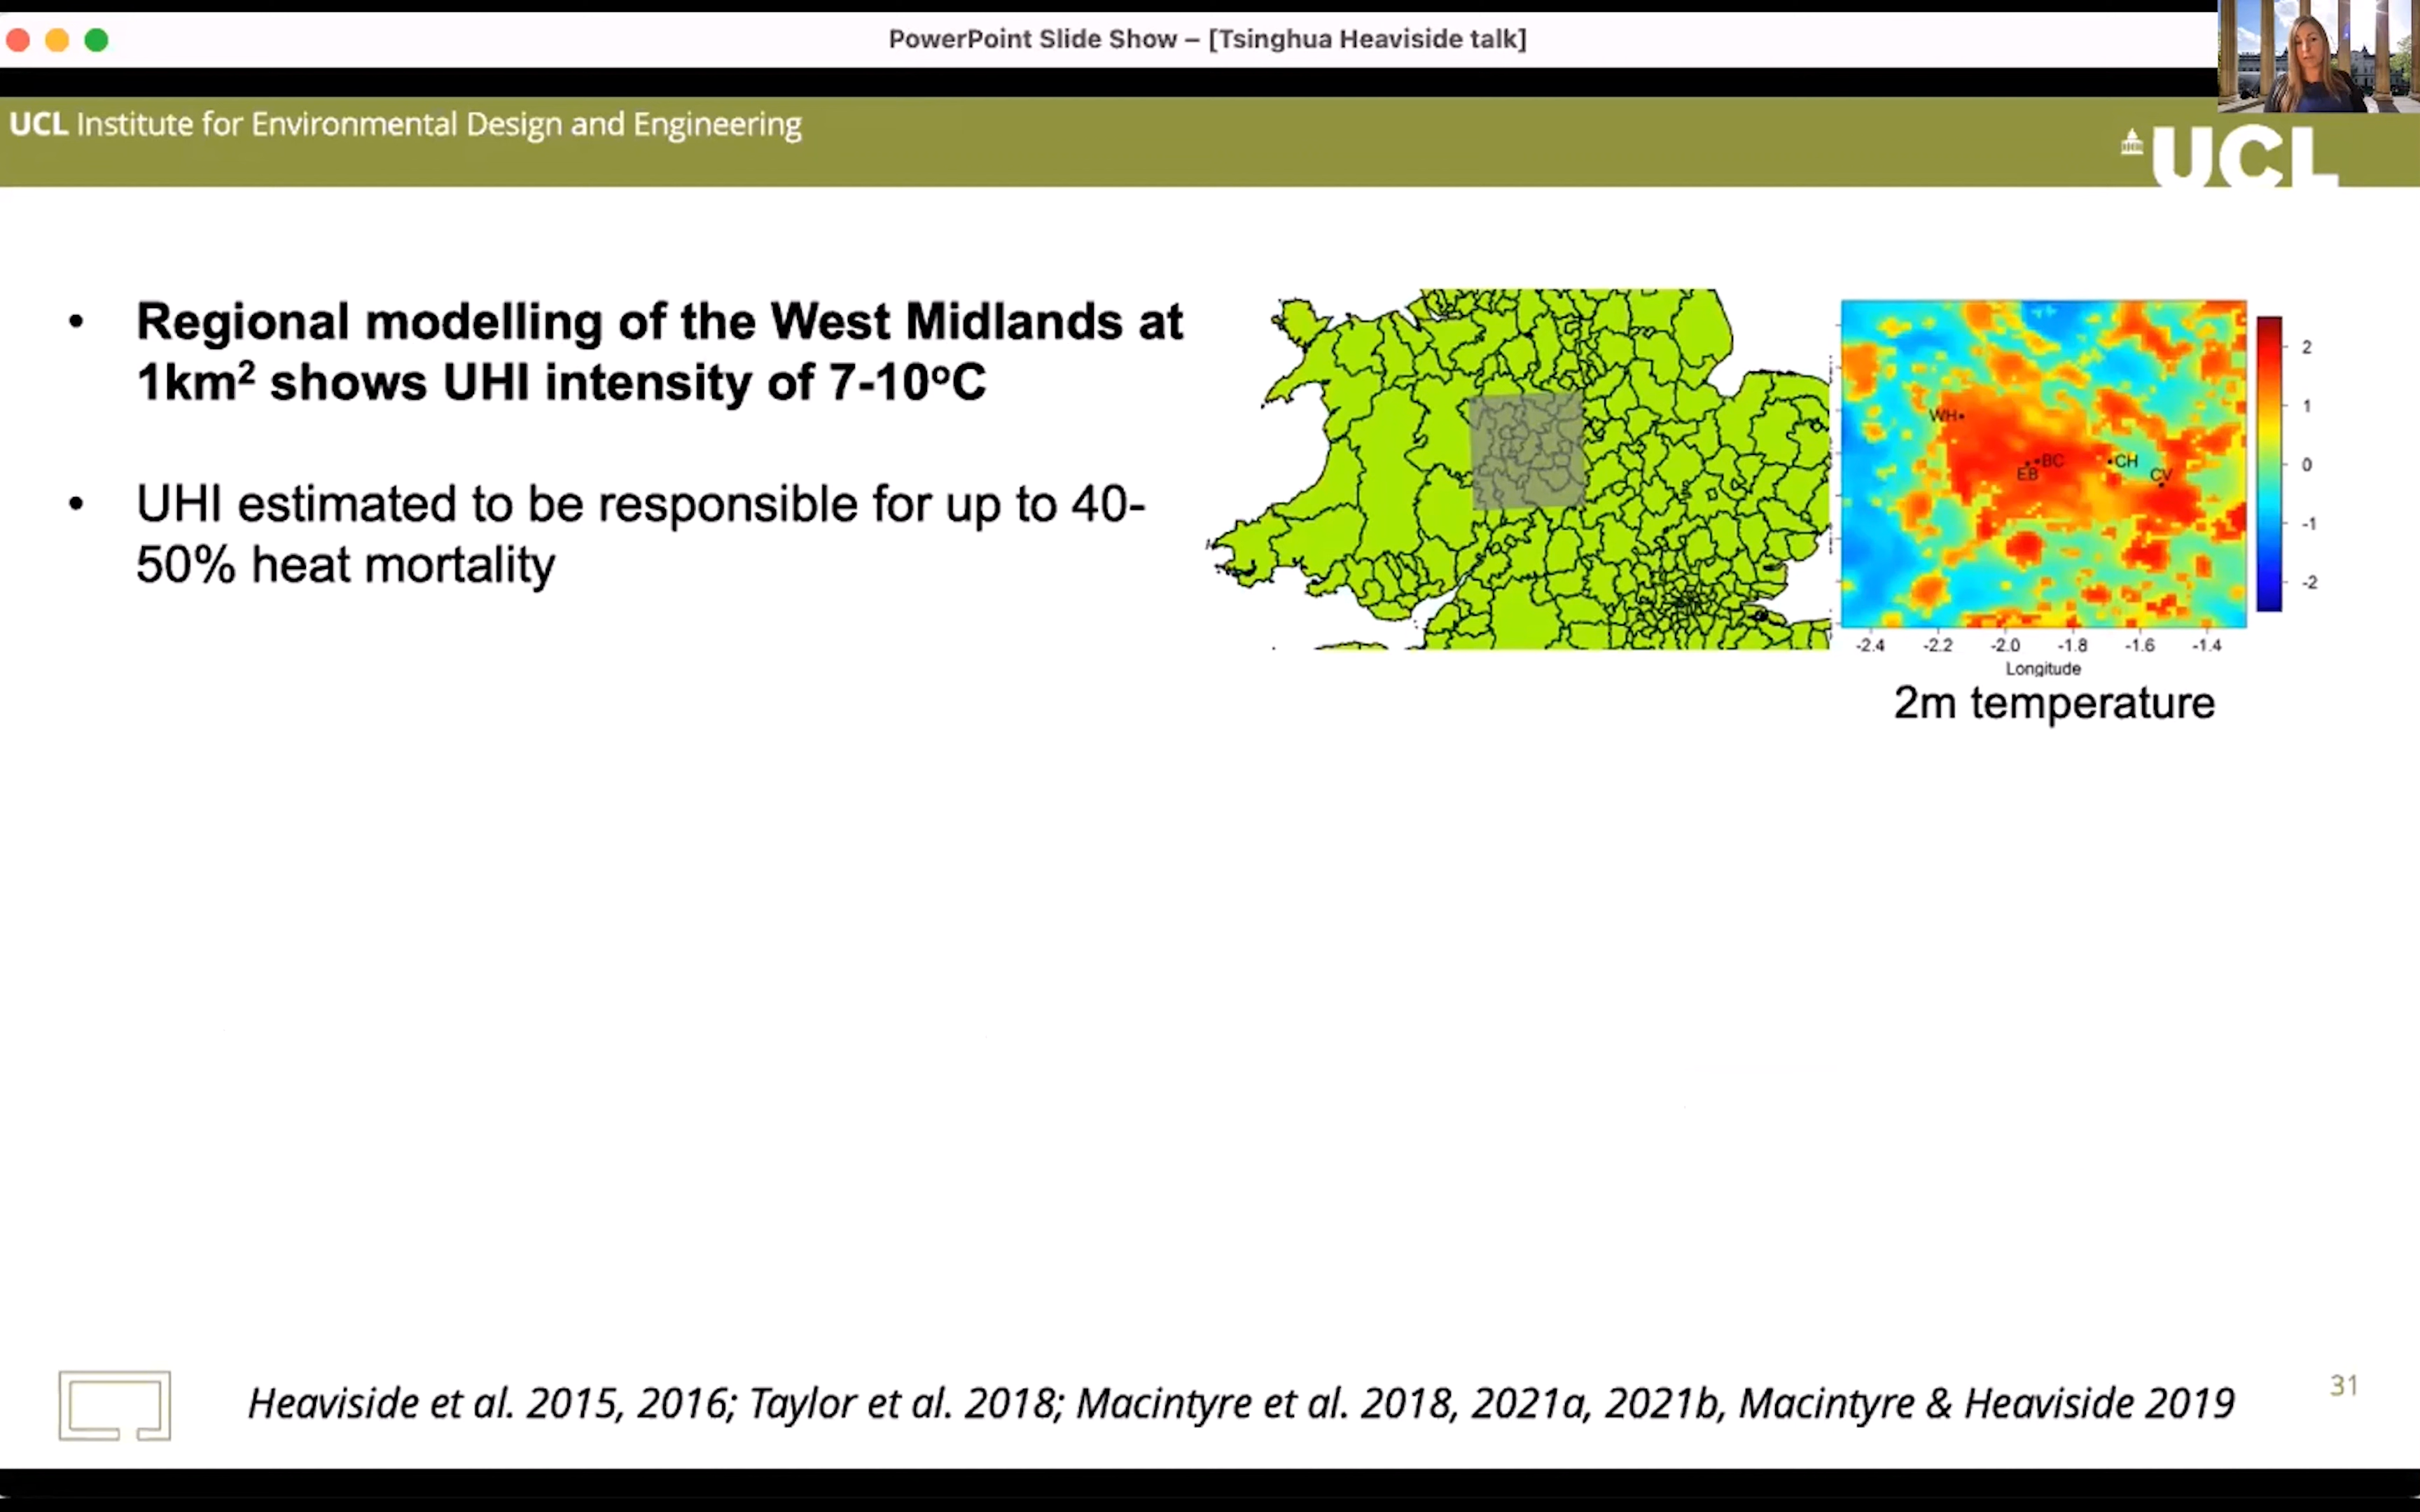 PowerPoint Slide Show – [Tsinghua Heaviside talk]
UCL Institute for Environmental Design and Engineering
UCL
• Regional modelling of the West Midlands at
1km² shows UHI intensity of 7-10ºC
• UHI estimated to be responsible for up to 40-
50% heat mortality
WH
BC
EB
CH
CV
2
1
0
-1
-2
-2.4 -2.2 -2.0 -1.8 -1.6 -1.4
Longitude
2m temperature
Heaviside et al. 2015, 2016; Taylor et al. 2018; Macintyre et al. 2018, 2021a, 2021b, Macintyre & Heaviside 2019
31